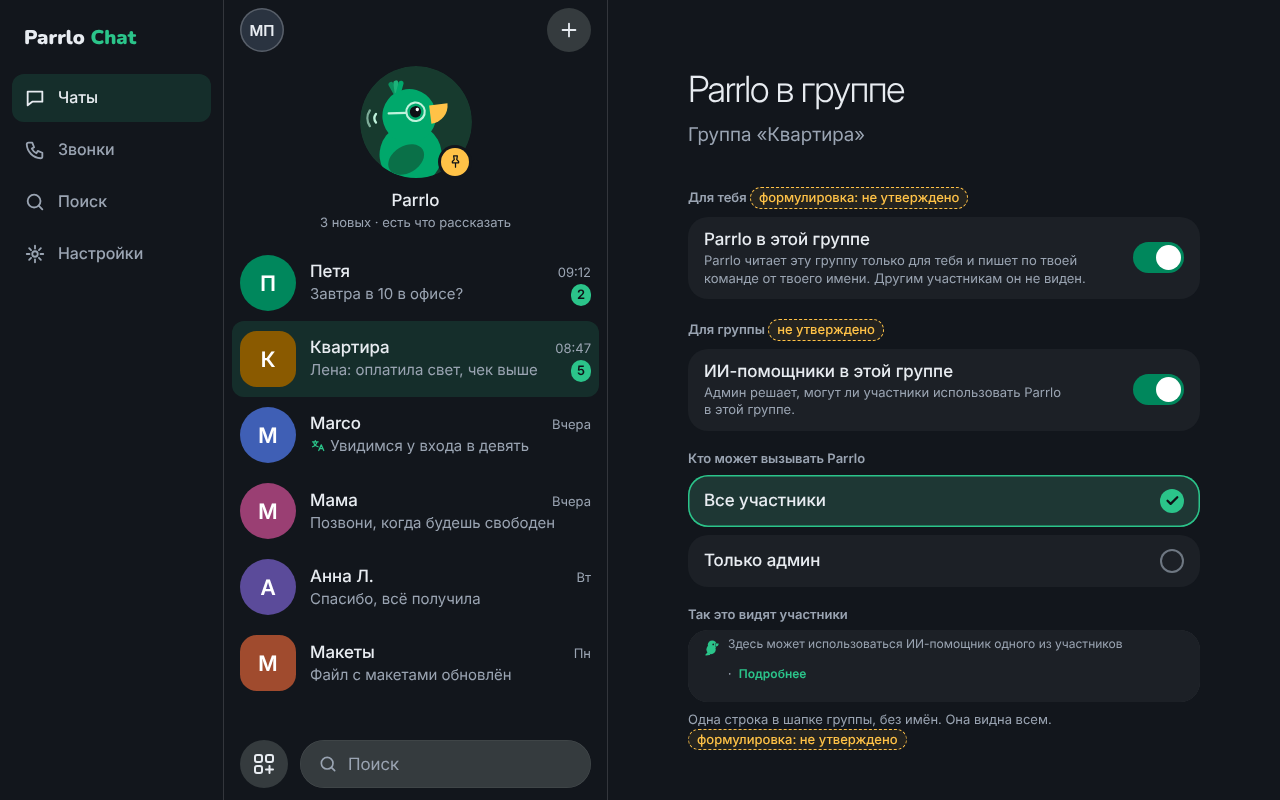 Parrlo Chat
Чаты
Звонки
Поиск
Настройки
МП
Parrlo
3 новых · есть что рассказать
П
Петя
09:12
Завтра в 10 в офисе?
2
К
Квартира
08:47
Лена: оплатила свет, чек выше
5
M
Marco
Вчера
Увидимся у входа в девять
М
Мама
Вчера
Позвони, когда будешь свободен
А
Анна Л.
Вт
Спасибо, всё получила
М
Макеты
Пн
Файл с макетами обновлён
Поиск
Parrlo в группе
Группа «Квартира»
Для тебя формулировка: не утверждено
Parrlo в этой группе
Parrlo читает эту группу только для тебя и пишет по твоей
команде от твоего имени. Другим участникам он не виден.
Для группы не утверждено
ИИ-помощники в этой группе
Админ решает, могут ли участники использовать Parrlo
в этой группе.
Кто может вызывать Parrlo
Все участники
Только админ
Так это видят участники
Здесь может использоваться ИИ-помощник одного из участников
· Подробнее
Одна строка в шапке группы, без имён. Она видна всем.
формулировка: не утверждено